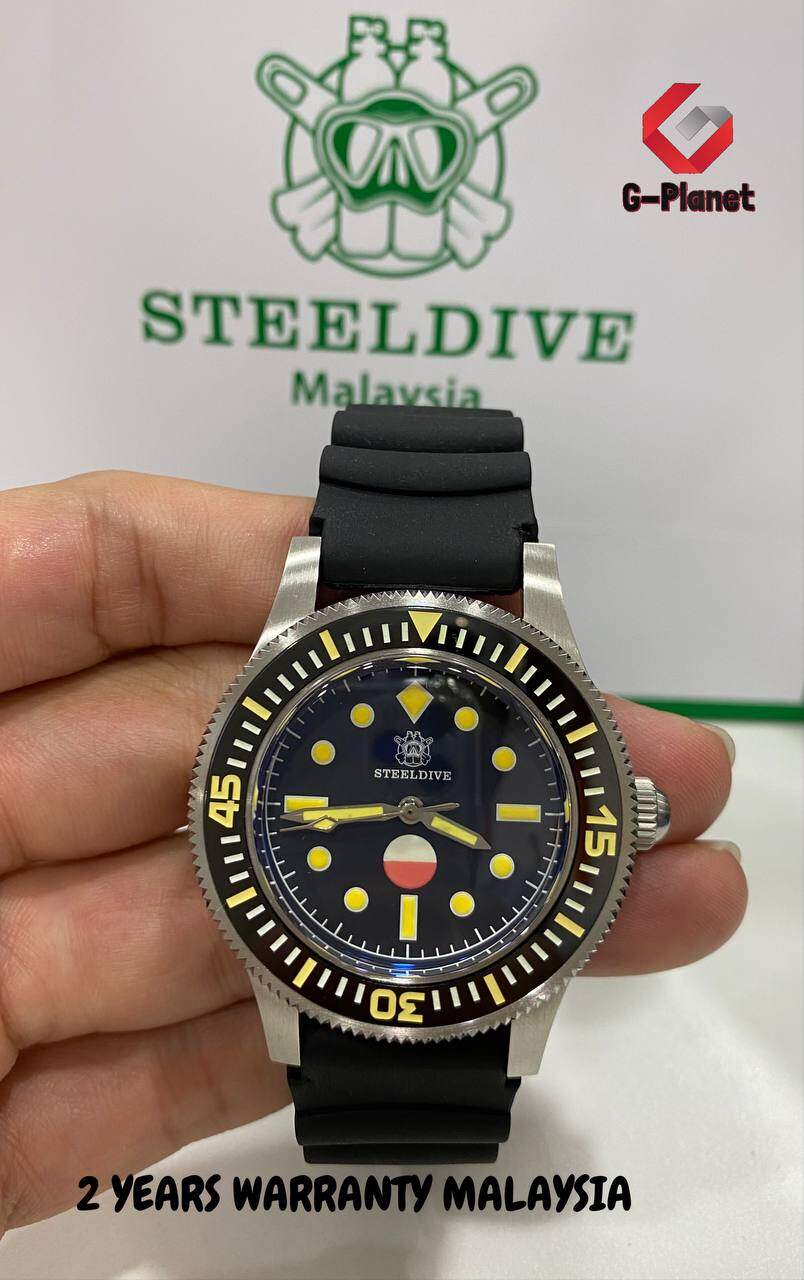 G-Planet
STEELDIVE
Malaysia
STEELDIVE
45
15
30
2 YEARS WARRANTY MALAYSIA